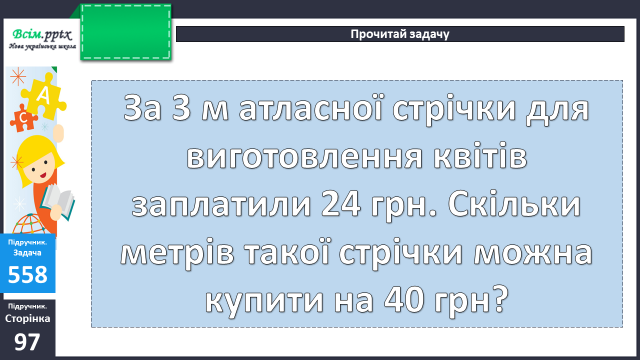 Всім.pptx
Нова українська школа
Прочитай задачу
А
С
За 3 м атласної стрічки для
виготовлення квітів
заплатили 24 грн. Скільки
метрів такої стрічки можна
купити на 40 грн?
Підручник.
Задача
558
Підручник.
Сторінка
97